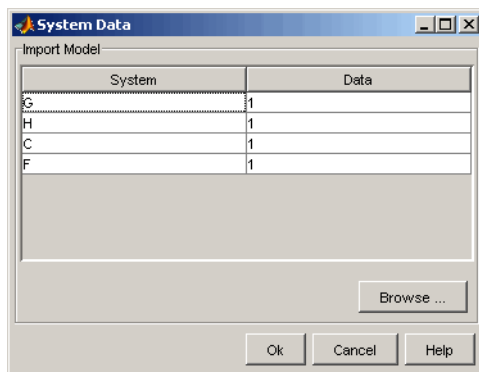 System Data
Import Model
System Data
G 1
H 1
C 1
F 1
Browse ...
Ok Cancel Help